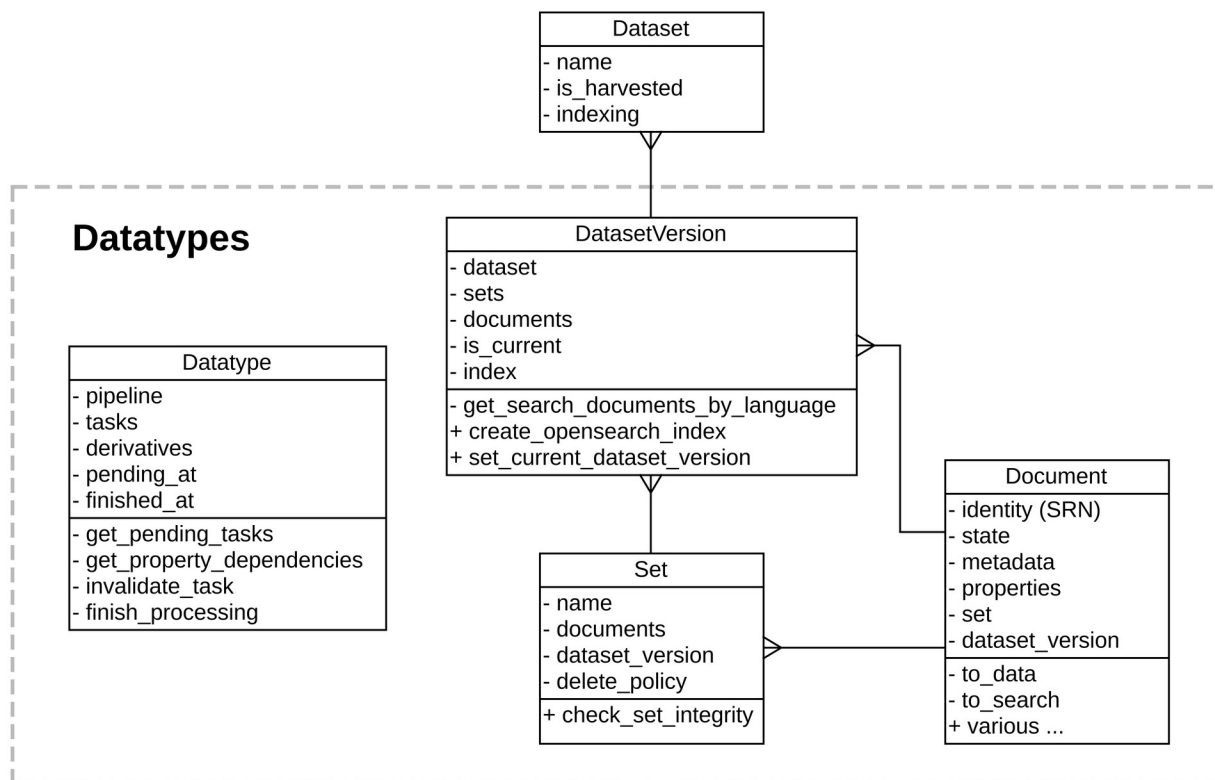 Dataset
- name
- is_harvested
- indexing
Datatypes
DatasetVersion
- dataset
- sets
- documents
- is_current
- index
- get_search_documents_by_language
+ create_opensearch_index
+ set_current_dataset_version
Datatype
- pipeline
- tasks
- derivatives
- pending_at
- finished_at
- get_pending_tasks
- get_property_dependencies
- invalidate_task
- finish_processing
Set
- name
- documents
- dataset_version
- delete_policy
+ check_set_integrity
Document
- identity (SRN)
- state
- metadata
- properties
- set
- dataset_version
- to_data
- to_search
+ various ...